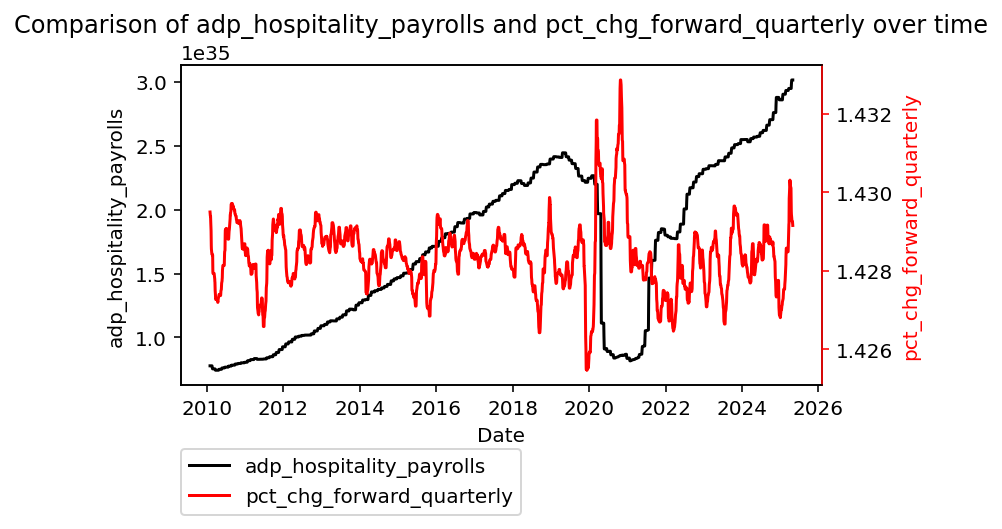 Comparison of adp_hospitality_payrolls and pct_chg_forward_quarterly over time
1e35
3.0
2.5
2.0
1.5
1.0
adp_hospitality_payrolls
1.432
1.430
1.428
1.426
pct_chg_forward_quarterly
2010 2012 2014 2016 2018 2020 2022 2024 2026
Date
adp_hospitality_payrolls
pct_chg_forward_quarterly